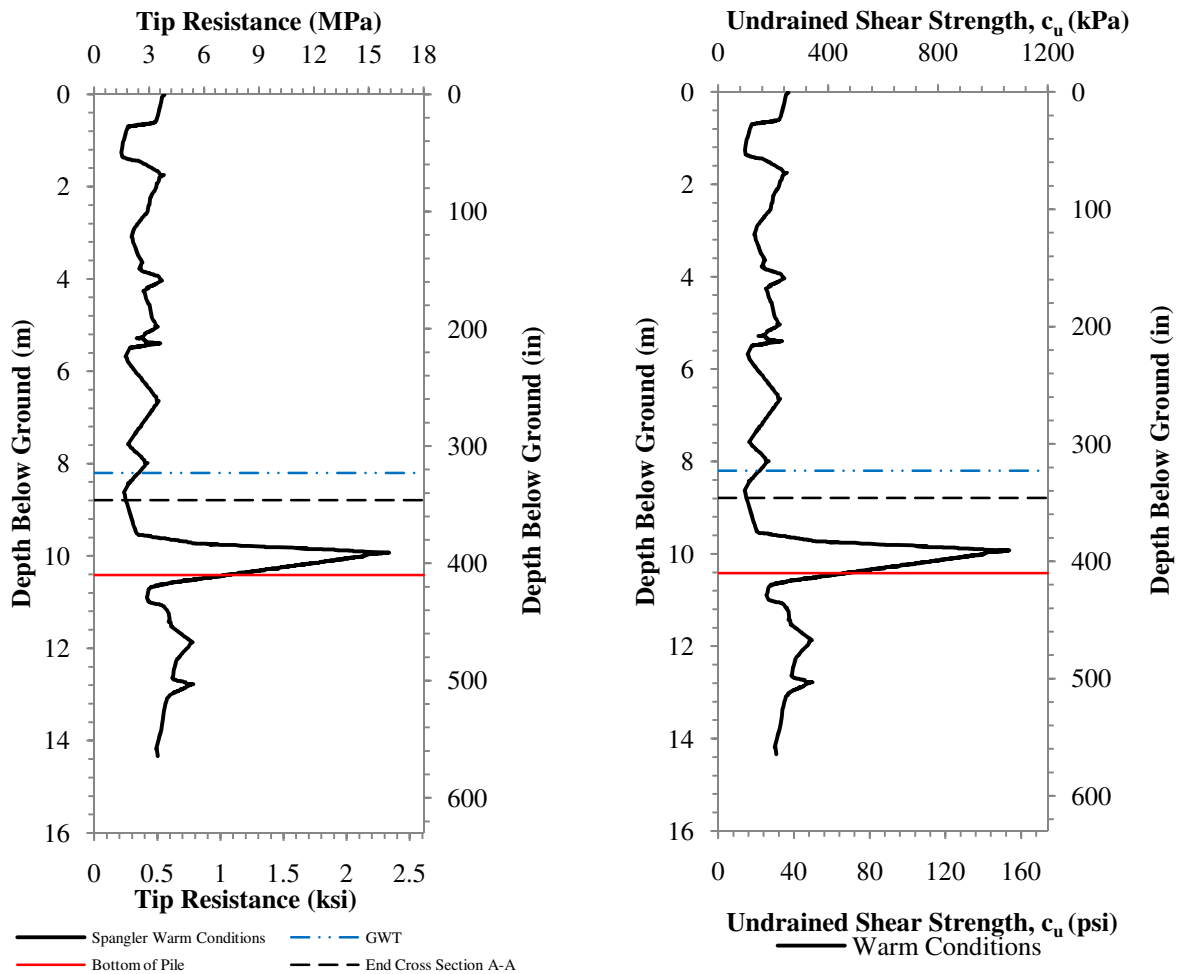 Tip Resistance (MPa)
0 3 6 9 12 15 18
0
2
4
6
8
10
12
14
16
Depth Below Ground (m)
0
100
200
300
400
500
600
Depth Below Ground (in)
0 0.5 1 1.5 2 2.5
Tip Resistance (ksi)
Spangler Warm Conditions
GWT
Bottom of Pile
End Cross Section A-A
Undrained Shear Strength, cu (kPa)
0 400 800 1200
0
2
4
6
8
10
12
14
16
Depth Below Ground (m)
0
100
200
300
400
500
600
Depth Below Ground (in)
0 40 80 120 160
Undrained Shear Strength, cu (psi)
Warm Conditions